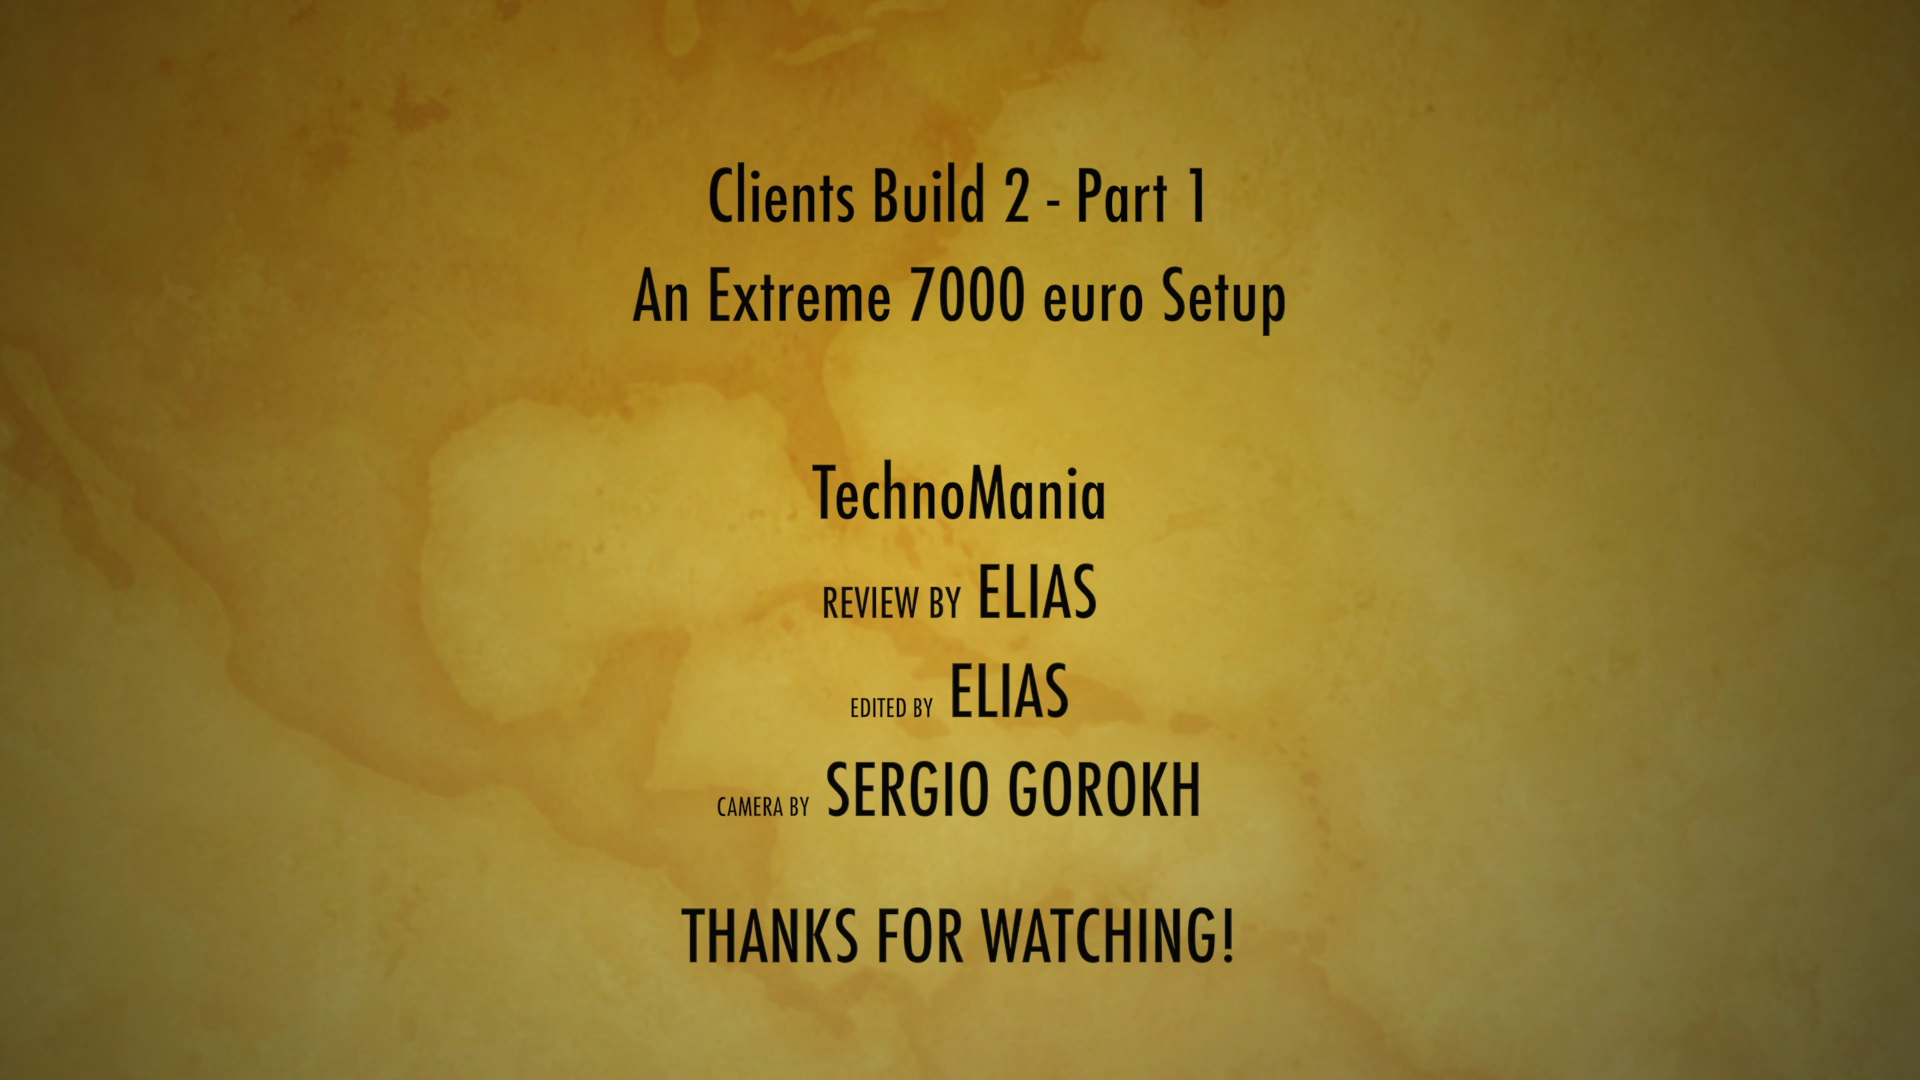 Clients Build 2 - Part 1
An Extreme 7000 euro Setup
TechnoMania
REVIEW BY ELIAS
EDITED BY ELIAS
CAMERA BY SERGIO GOROKH
THANKS FOR WATCHING!